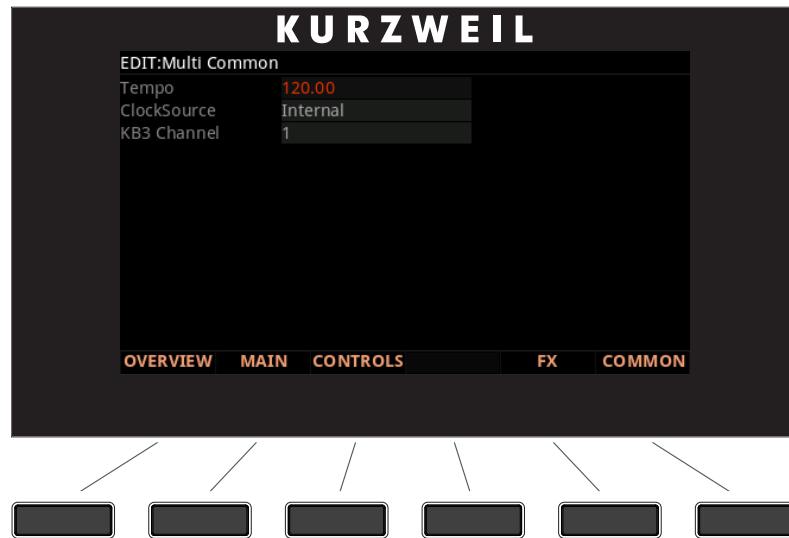 KURZWEIL
EDIT:Multi Common
Tempo 120.00
ClockSource Internal
KB3 Channel 1
OVERVIEW MAIN CONTROLS FX COMMON